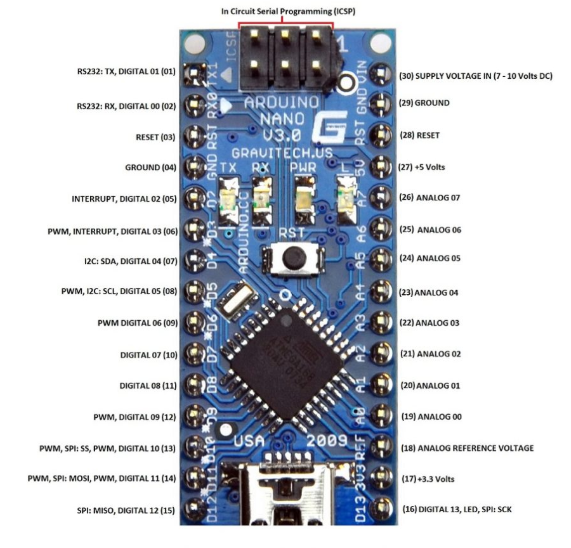 In Circuit Serial Programming (ICSP)
RS232: TX, DIGITAL 01 (01)
RS232: RX, DIGITAL 00 (02)
RESET (03)
GROUND (04)
INTERRUPT, DIGITAL 02 (05)
PWM, INTERRUPT, DIGITAL 03 (06)
I2C: SDA, DIGITAL 04 (07)
PWM, I2C: SCL, DIGITAL 05 (08)
PWM DIGITAL 06 (09)
DIGITAL 07 (10)
DIGITAL 08 (11)
PWM, DIGITAL 09 (12)
PWM, SPI: SS, PWM, DIGITAL 10 (13)
PWM, SPI: MOSI, PWM, DIGITAL 11 (14)
SPI: MISO, DIGITAL 12 (15)
TX1
RX0
RST
GND
D2
D3
D4
D5
D6
D7
D8
D9
D10
D11
D12
ICSP
1
ARDUINO
NANO
V3.0
G
GRAVITECH.US
TX RX PWR L
ARDUINO.CC
RST
USA 2009
VIN
GND
RST
5V
A7
A6
A5
A4
A3
A2
A1
A0
REF
3V3
D13
(30) SUPPLY VOLTAGE IN (7 - 10 Volts DC)
(29) GROUND
(28) RESET
(27) +5 Volts
(26) ANALOG 07
(25) ANALOG 06
(24) ANALOG 05
(23) ANALOG 04
(22) ANALOG 03
(21) ANALOG 02
(20) ANALOG 01
(19) ANALOG 00
(18) ANALOG REFERENCE VOLTAGE
(17) +3.3 Volts
(16) DIGITAL 13, LED, SPI: SCK